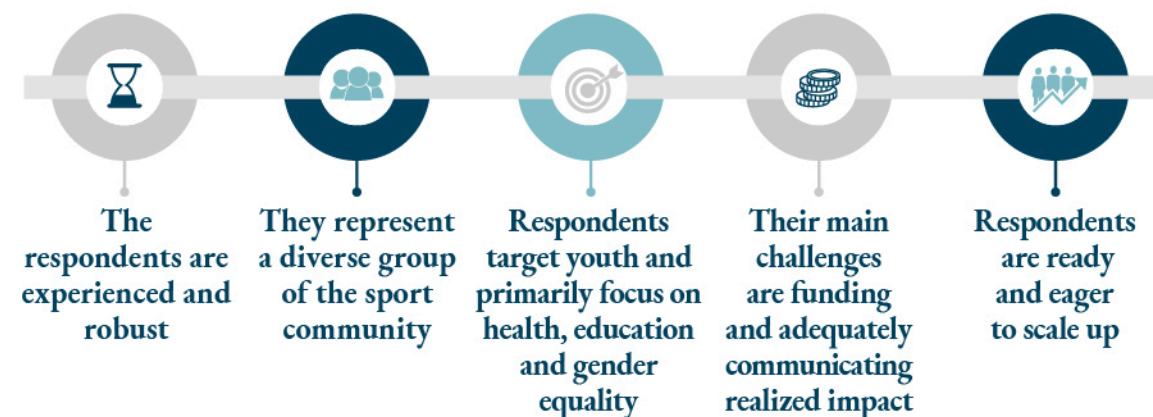 The
respondents are
experienced and
robust
They represent
a diverse group
of the sport
community
Respondents
target youth and
primarily focus on
health, education
and gender
equality
Their main
challenges
are funding
and adequately
communicating
realized impact
Respondents
are ready
and eager
to scale up